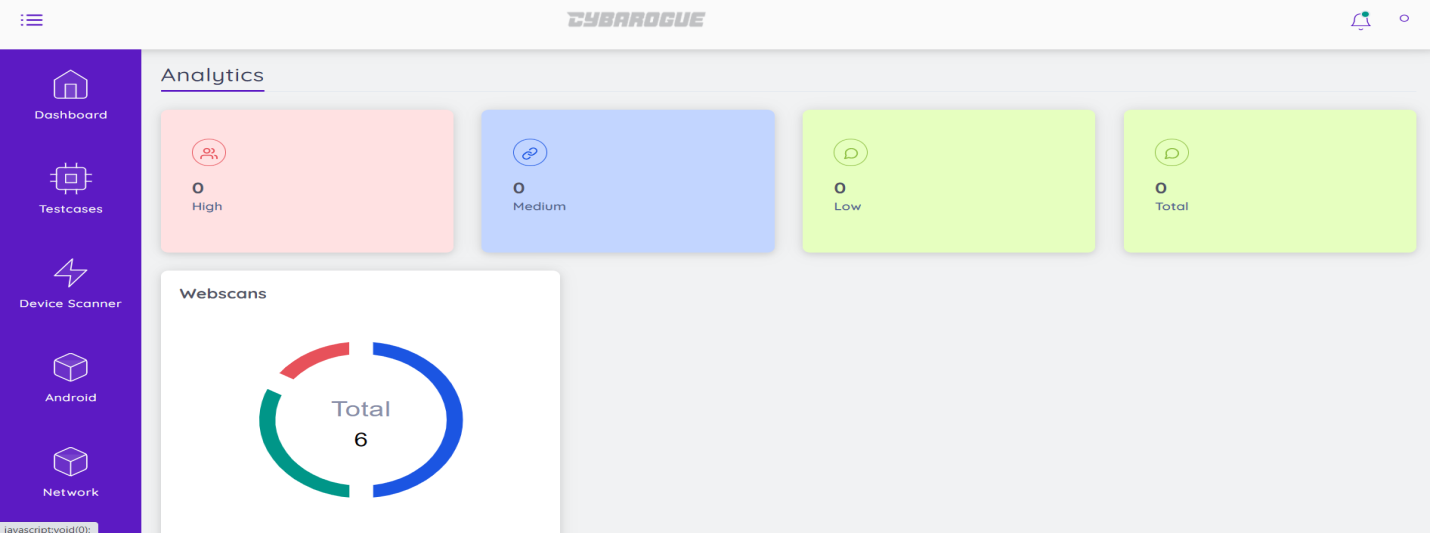 CYBAROGUE
Dashboard
Testcases
Device Scanner
Android
Network
javascript:void(0);
Analytics
0
High
0
Medium
0
Low
0
Total
Webscans
Total
6